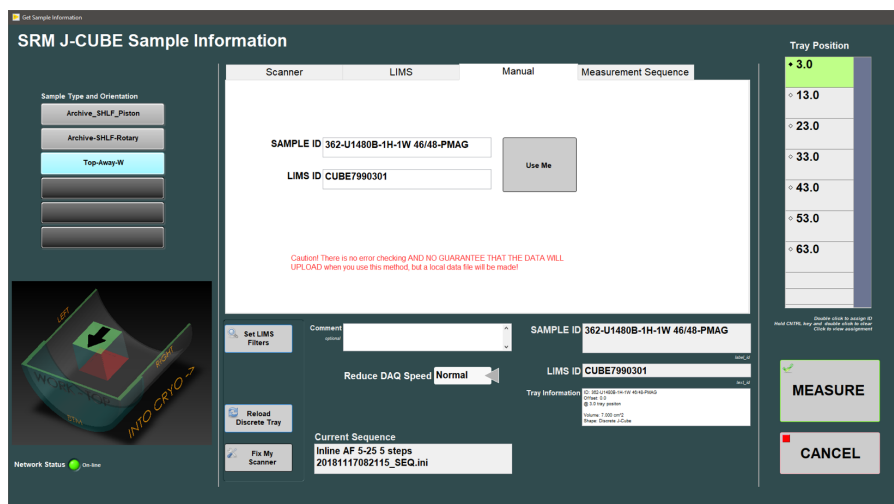 Get Sample Information
SRM J-CUBE Sample Information
Sample Type and Orientation
Archive_SHLF_Piston
Archive-SHLF-Rotary
Top-Away-W
LEFT
RIGHT
WORK - TOP
BTM
INTO CRYO ->
Network Status
On-line
Scanner
LIMS
Manual
Measurement Sequence
SAMPLE ID
362-U1480B-1H-1W 46/48-PMAG
LIMS ID
CUBE7990301
Use Me
Caution! There is no error checking AND NO GUARANTEE THAT THE DATA WILL
UPLOAD when you use this method, but a local data file will be made!
Set LIMS
Filters
Reload
Discrete Tray
Fix My
Scanner
Comment
optional
Reduce DAQ Speed
Normal
Current Sequence
Inline AF 5-25 5 steps
20181117082115_SEQ.ini
SAMPLE ID
362-U1480B-1H-1W 46/48-PMAG
label_id
LIMS ID
CUBE7990301
text_id
Tray Information
ID: 362-U1480B-1H-1W 46/48-PMAG
Offset: 0.0
@ 3.0 tray position
Volume: 7.000 cm^2
Shape: Discrete J-Cube
Tray Position
3.0
13.0
23.0
33.0
43.0
53.0
63.0
Double click to assign ID
Hold CNTRL key and double click to clear
Click to view assignment
MEASURE
CANCEL